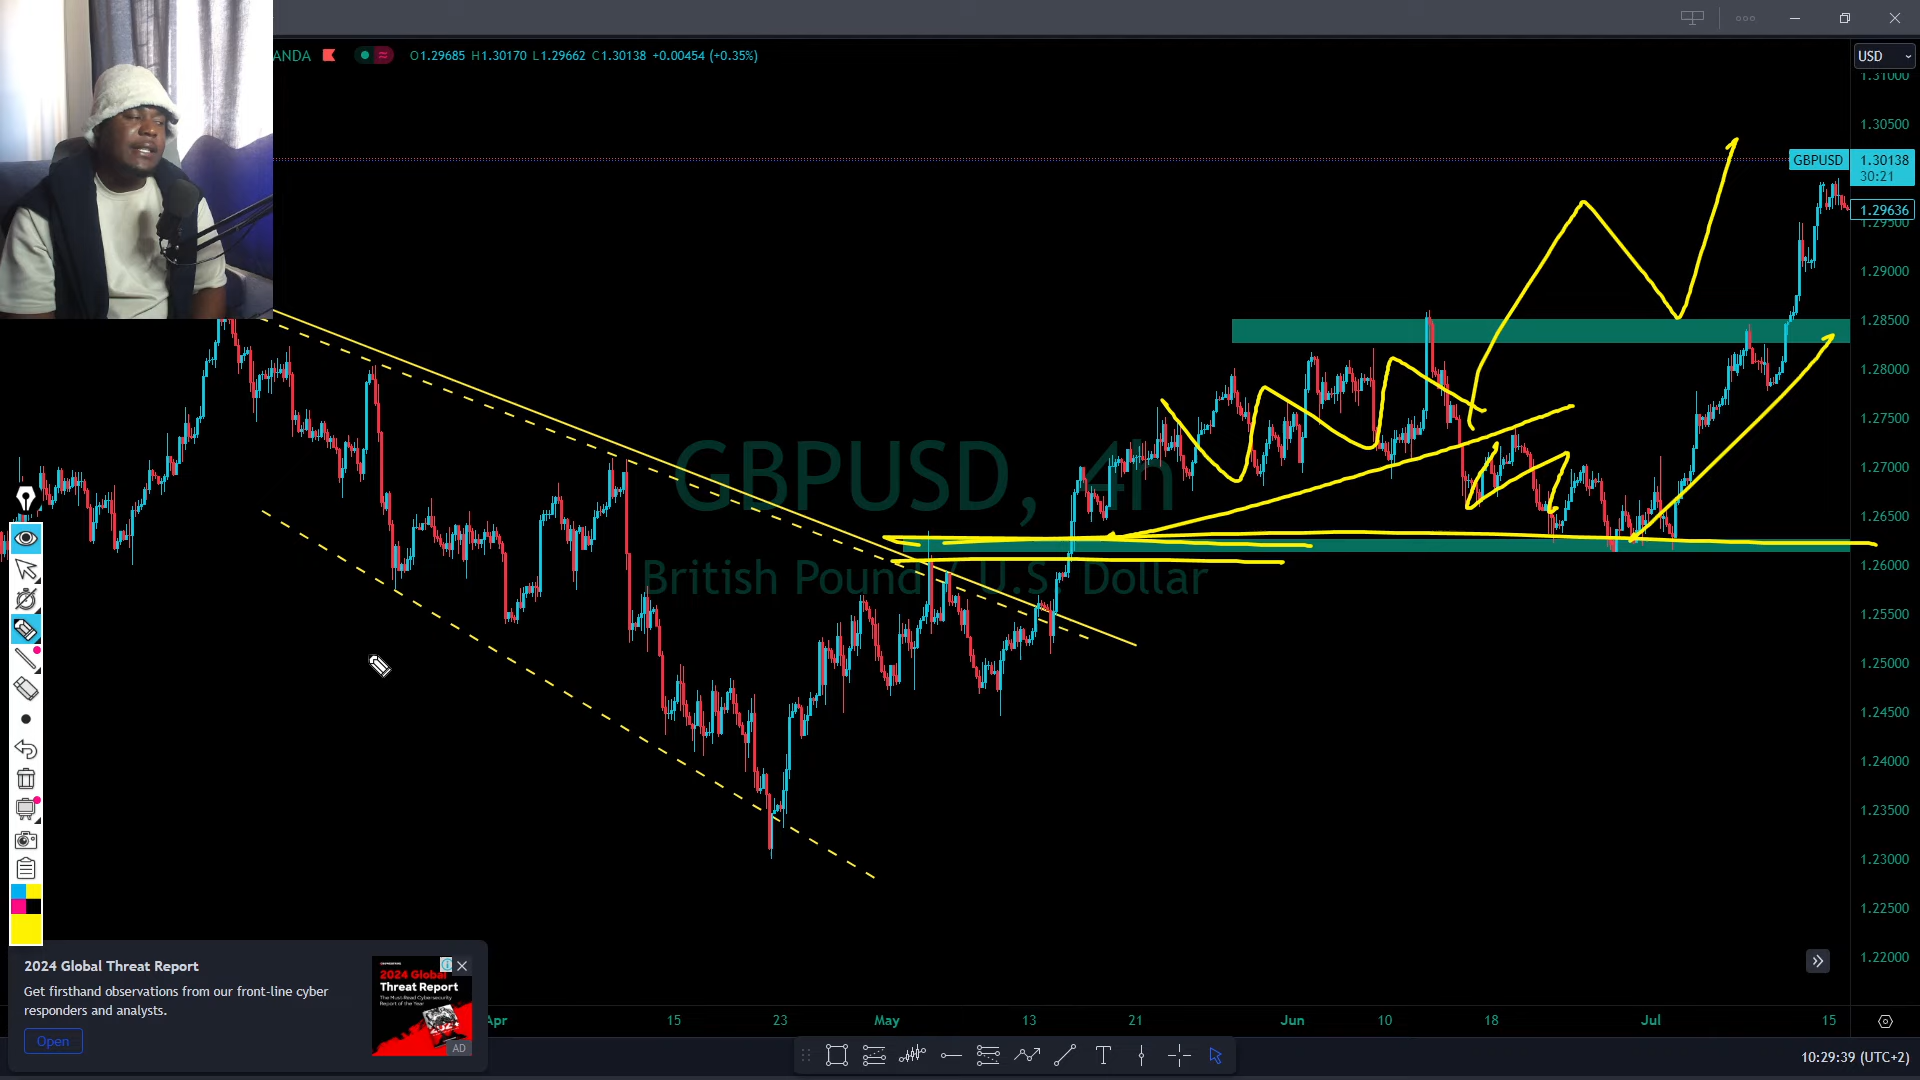 ANDA O1.29685 H1.30170 L1.29662 C1.30138 +0.00454 (+0.35%)
USD
1.31000
1.30500
GBPUSD 1.30138
30:21
1.29636
1.29500
1.29000
1.28500
1.28000
1.27500
1.27000
1.26500
1.26000
1.25500
1.25000
1.24500
1.24000
1.23500
1.23000
1.22500
1.22000
GBPUSD, 4h
British Pound / U.S. Dollar
2024 Global Threat Report
Get firsthand observations from our front-line cyber
responders and analysts.
Open
2024 Global
Threat Report
AD
Apr 15 23 May 13 21 Jun 10 18 Jul 15
10:29:39 (UTC+2)